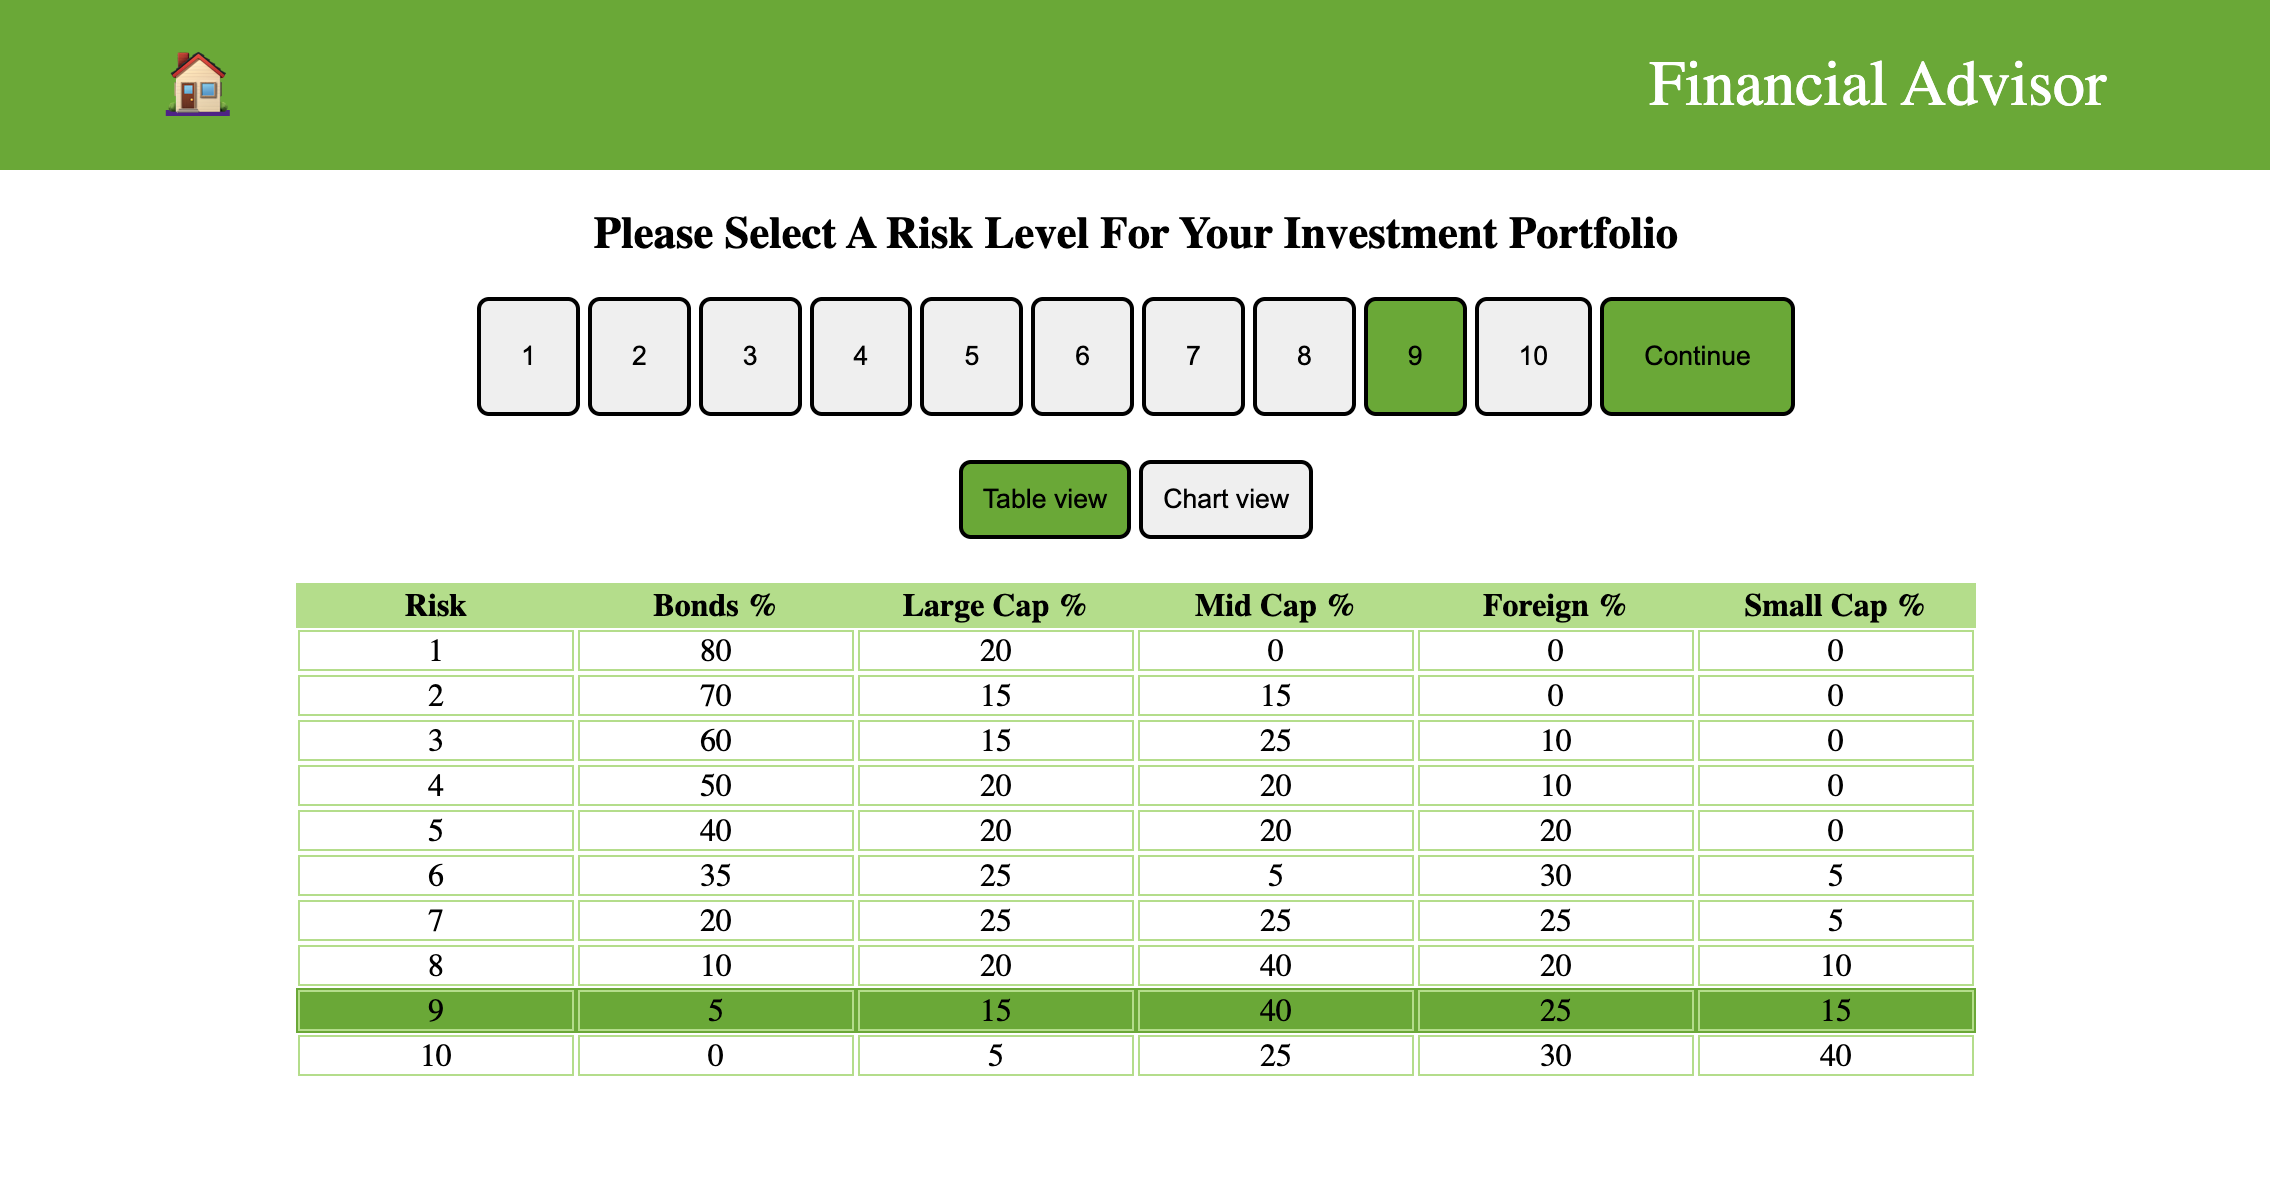 Financial Advisor
Please Select A Risk Level For Your Investment Portfolio
1 2 3 4 5 6 7 8 9 10 Continue
Table view Chart view
Risk Bonds % Large Cap % Mid Cap % Foreign % Small Cap %
1 80 20 0 0 0
2 70 15 15 0 0
3 60 15 25 10 0
4 50 20 20 10 0
5 40 20 20 20 0
6 35 25 5 30 5
7 20 25 25 25 5
8 10 20 40 20 10
9 5 15 40 25 15
10 0 5 25 30 40